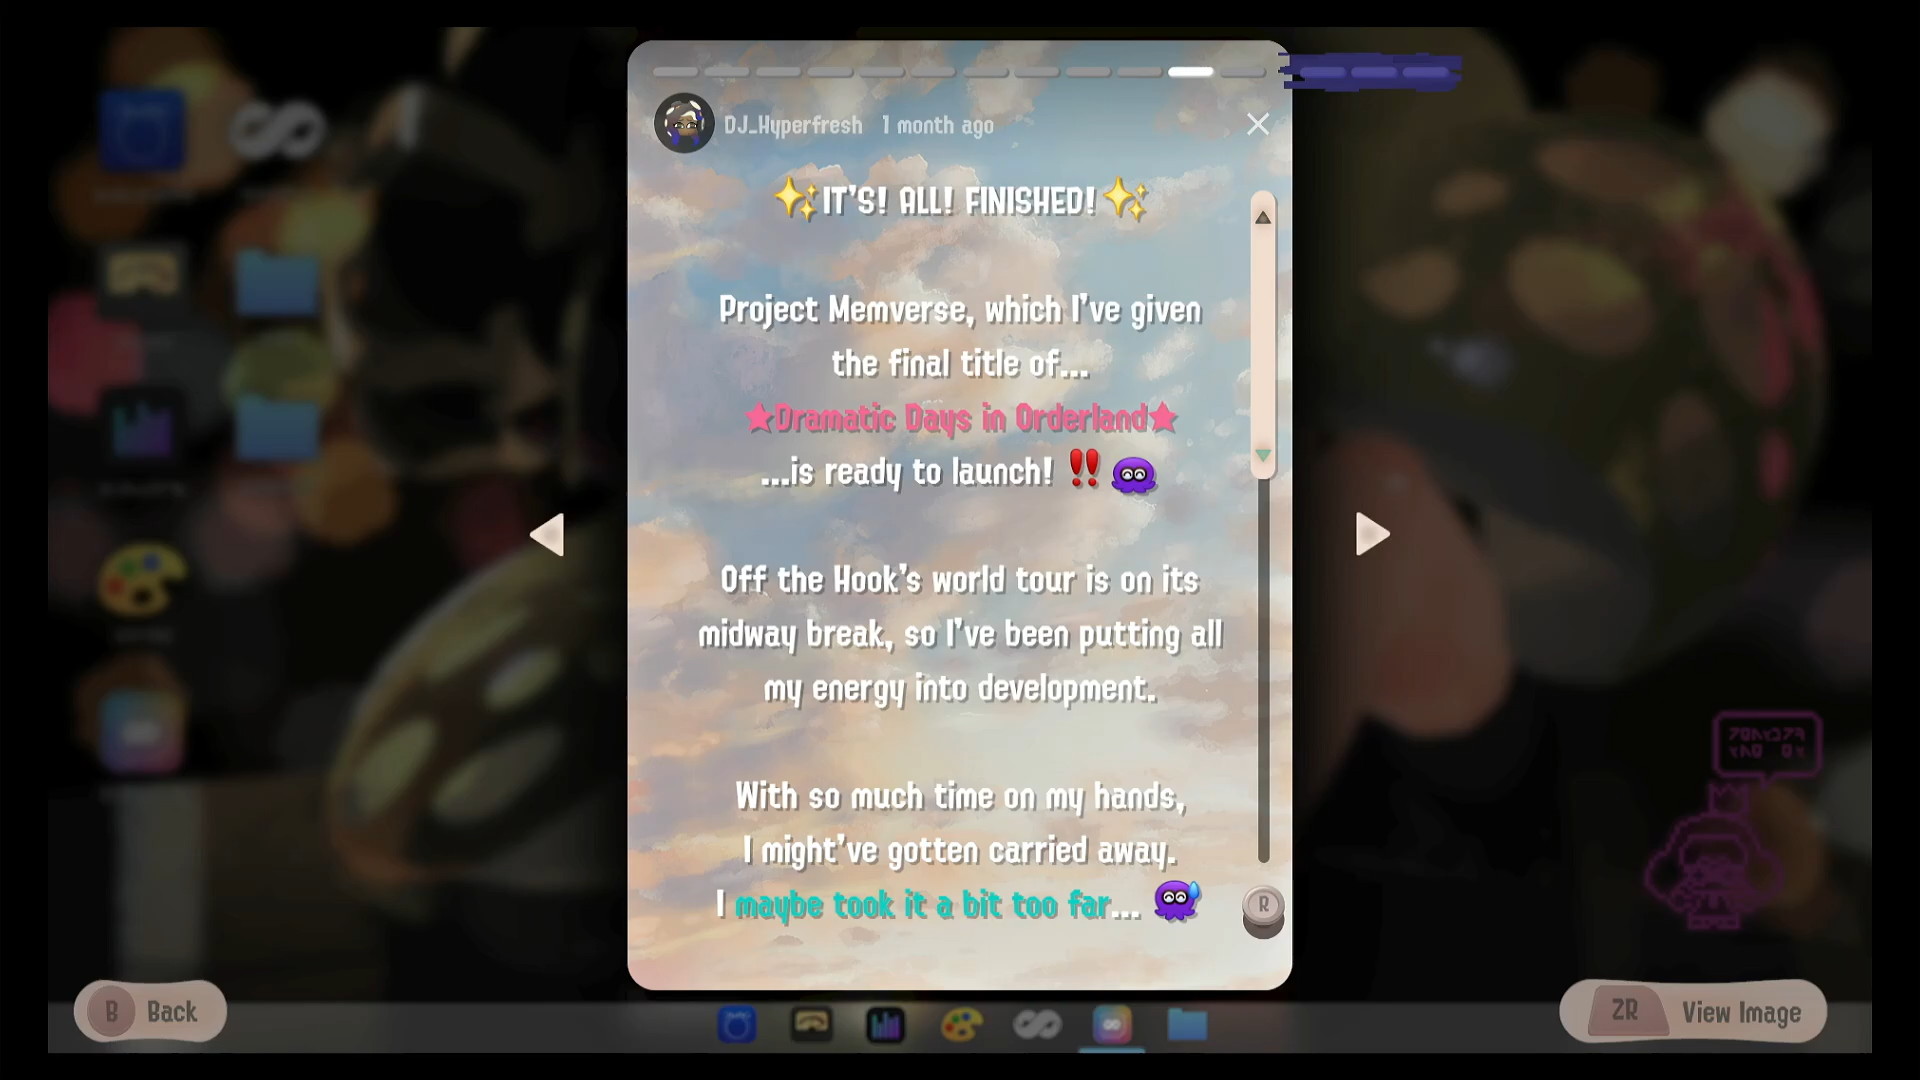 DJ_Hyperfresh 1 month ago
✨IT'S! ALL! FINISHED!✨
Project Memverse, which I've given
the final title of...
★Dramatic Days in Orderland★
...is ready to launch! ‼
Off the Hook's world tour is on its
midway break, so I've been putting all
my energy into development.
With so much time on my hands,
I might've gotten carried away.
I maybe took it a bit too far...
R
B Back
ZR View Image